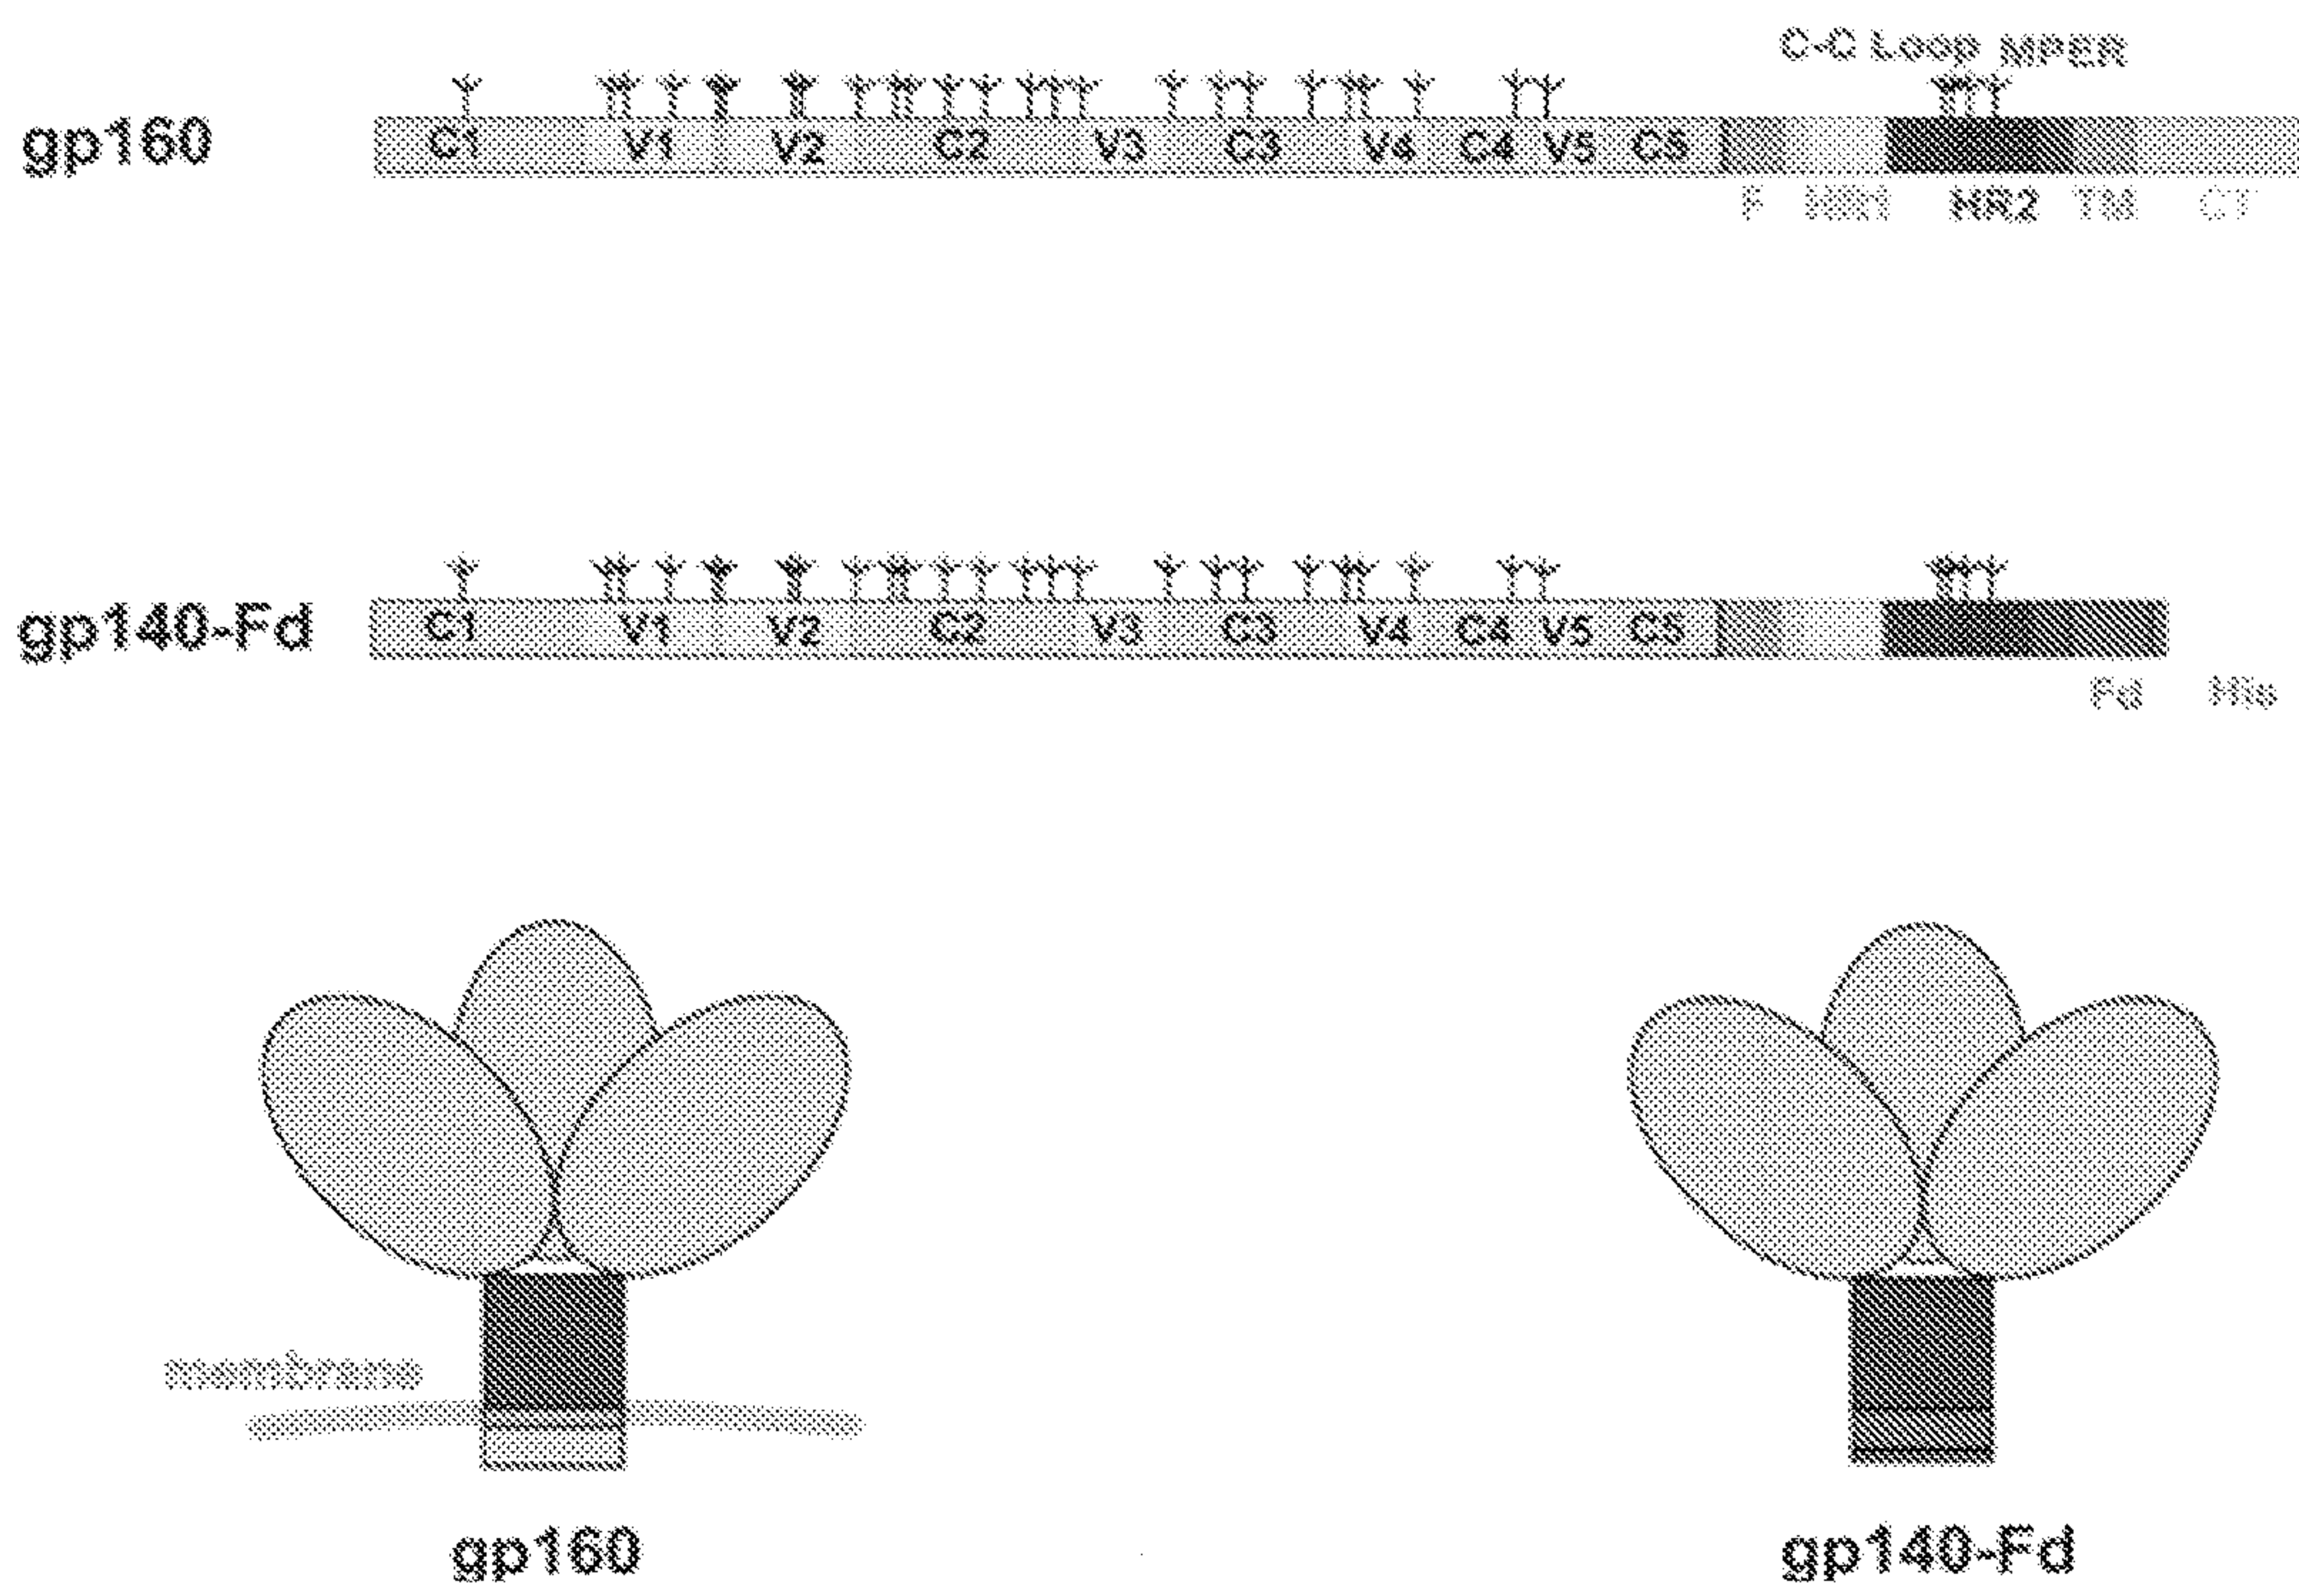 C-C Loop MPER
gp160 C1 V1 V2 C2 V3 C3 V4 C4 V5 C5
F HR1 HR2 TM CT
gp140-Fd C1 V1 V2 C2 V3 C3 V4 C4 V5 C5
Fd His
membrane
gp160 gp140-Fd